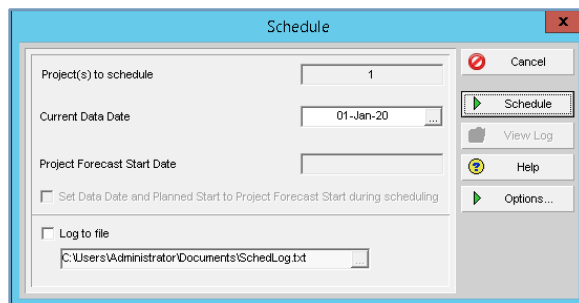 Schedule
x
Project(s) to schedule
1
Cancel
Current Data Date
01-Jan-20
...
Schedule
View Log
Project Forecast Start Date
Help
Set Data Date and Planned Start to Project Forecast Start during scheduling
Options...
Log to file
C:\Users\Administrator\Documents\SchedLog.txt
...